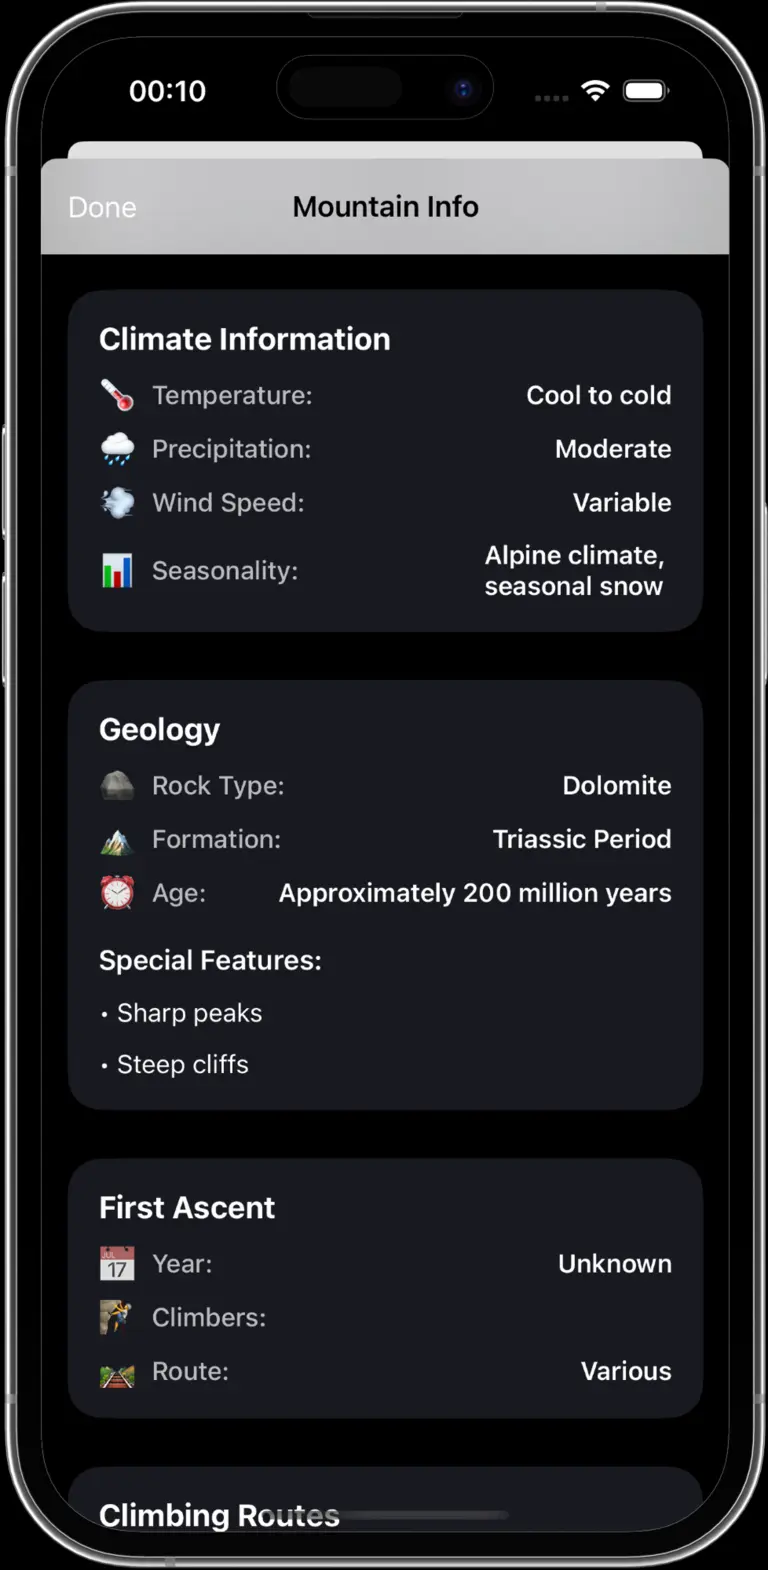 00:10
Done
Mountain Info
Climate Information
Temperature: Cool to cold
Precipitation: Moderate
Wind Speed: Variable
Seasonality: Alpine climate,
seasonal snow
Geology
Rock Type: Dolomite
Formation: Triassic Period
Age: Approximately 200 million years
Special Features:
• Sharp peaks
• Steep cliffs
First Ascent
JUL
17
Year: Unknown
Climbers:
Route: Various
Climbing Routes